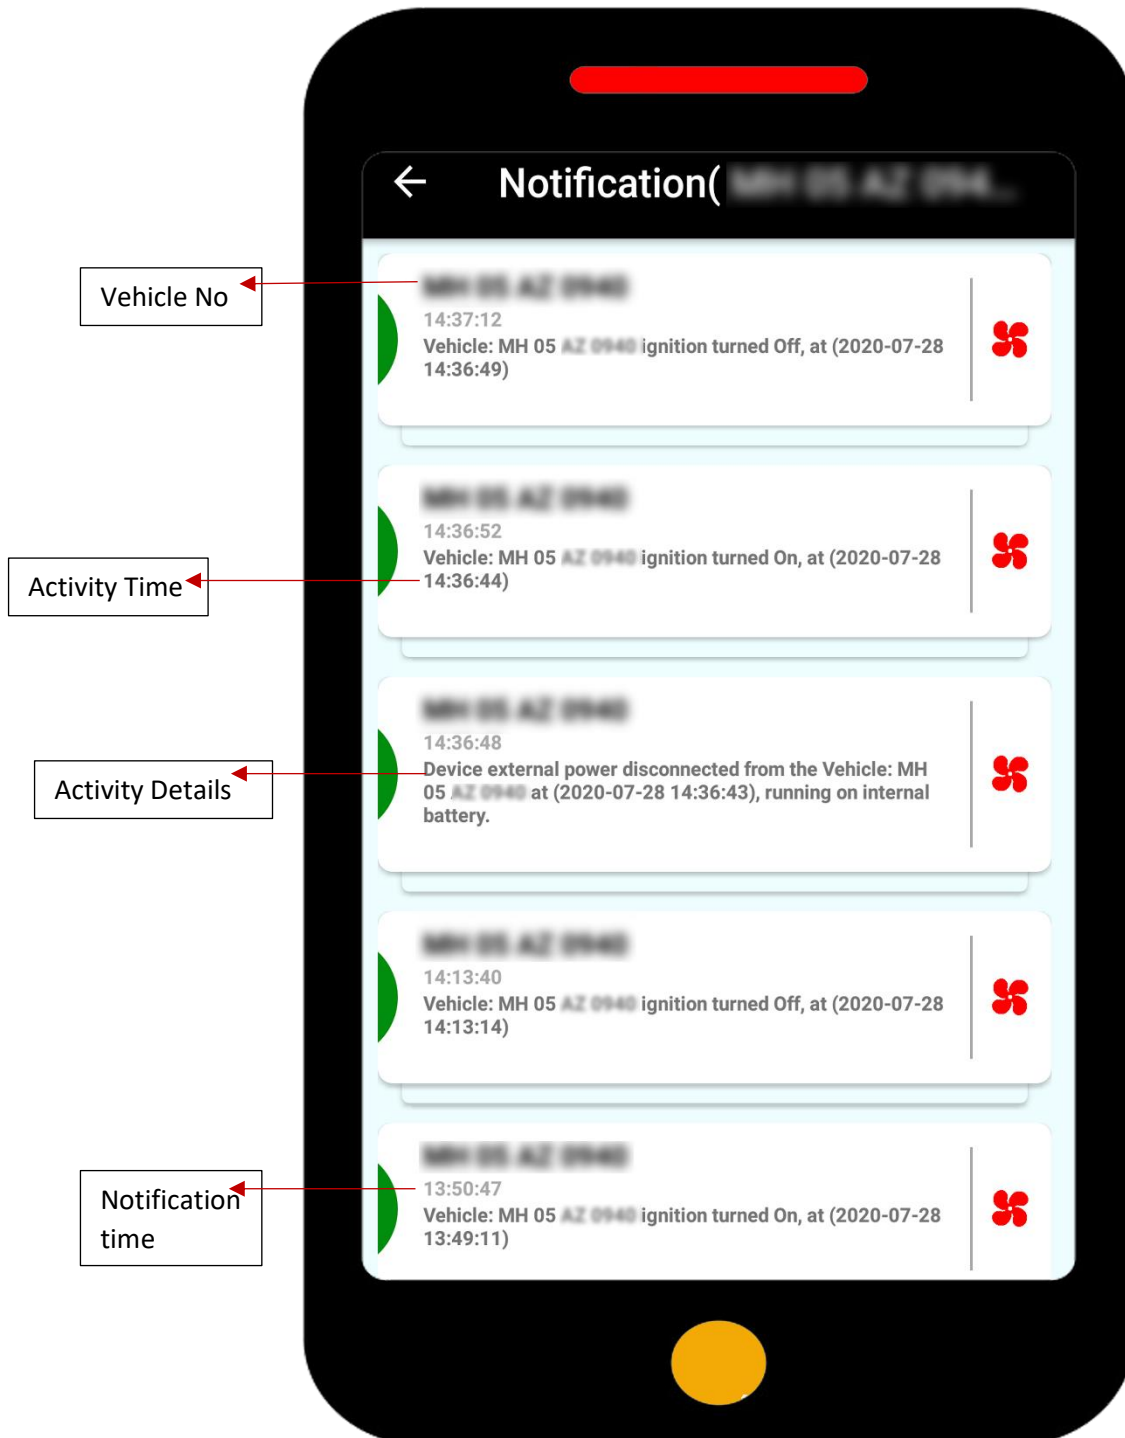 Notification(
Vehicle No
14:37:12
Vehicle: MH 05 ignition turned Off, at (2020-07-28
14:36:49)
14:36:52
Vehicle: MH 05 ignition turned On, at (2020-07-28
14:36:44)
Activity Time
14:36:48
Device external power disconnected from the Vehicle: MH
05 at (2020-07-28 14:36:43), running on internal
battery.
Activity Details
14:13:40
Vehicle: MH 05 ignition turned Off, at (2020-07-28
14:13:14)
13:50:47
Vehicle: MH 05 ignition turned On, at (2020-07-28
13:49:11)
Notification
time